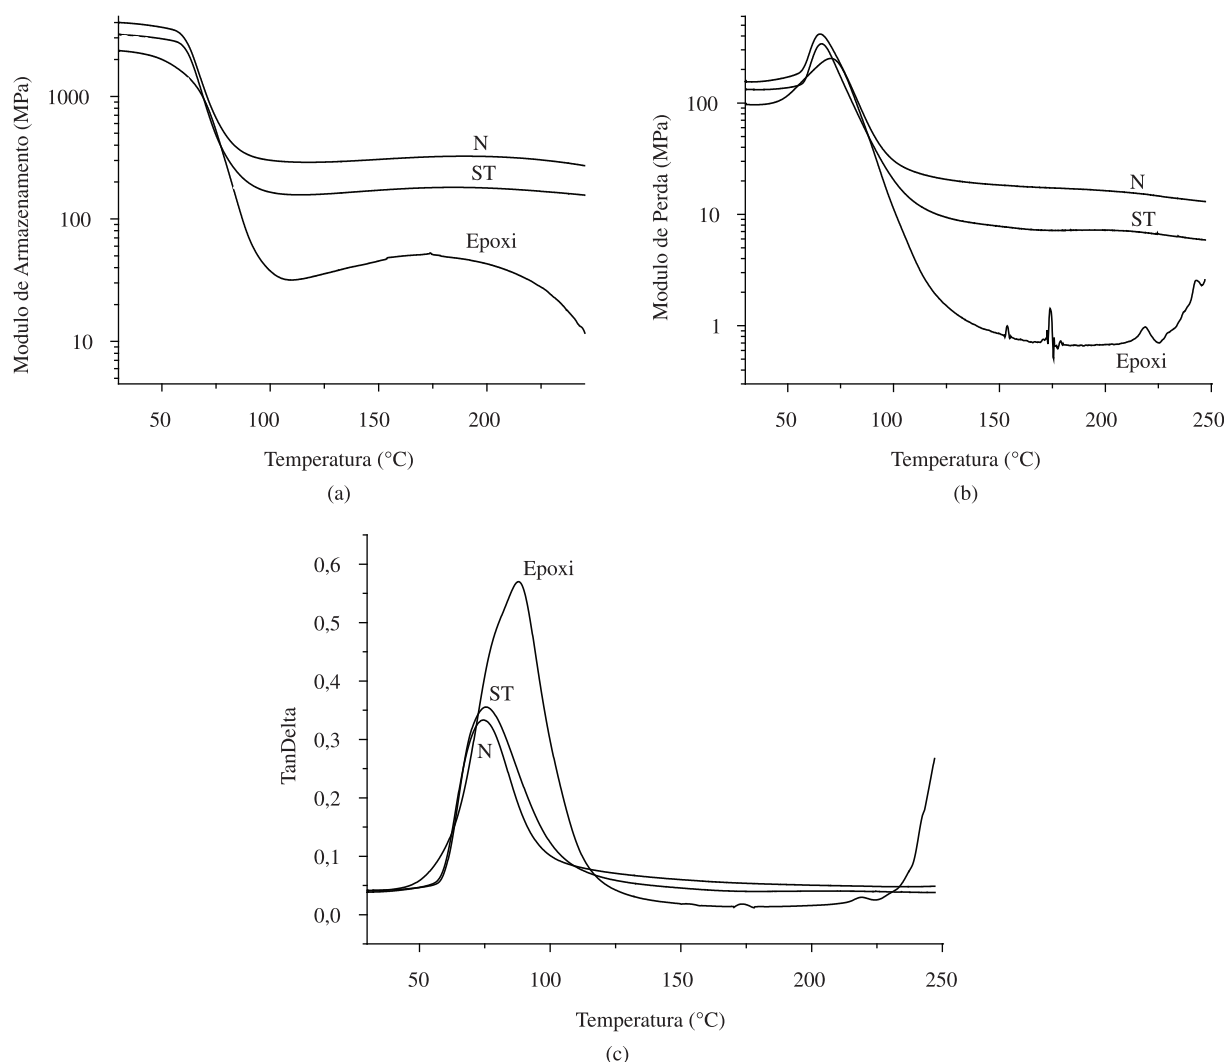 Modulo de Armazenamento (MPa)
1000
100
10
N
ST
Epoxi
50
100
150
200
Temperatura (°C)
(a)
Modulo de Perda (MPa)
100
10
1
N
ST
Epoxi
50
100
150
200
250
Temperatura (°C)
(b)
TanDelta
0,6
0,5
0,4
0,3
0,2
0,1
0,0
Epoxi
ST
N
50
100
150
200
250
Temperatura (°C)
(c)